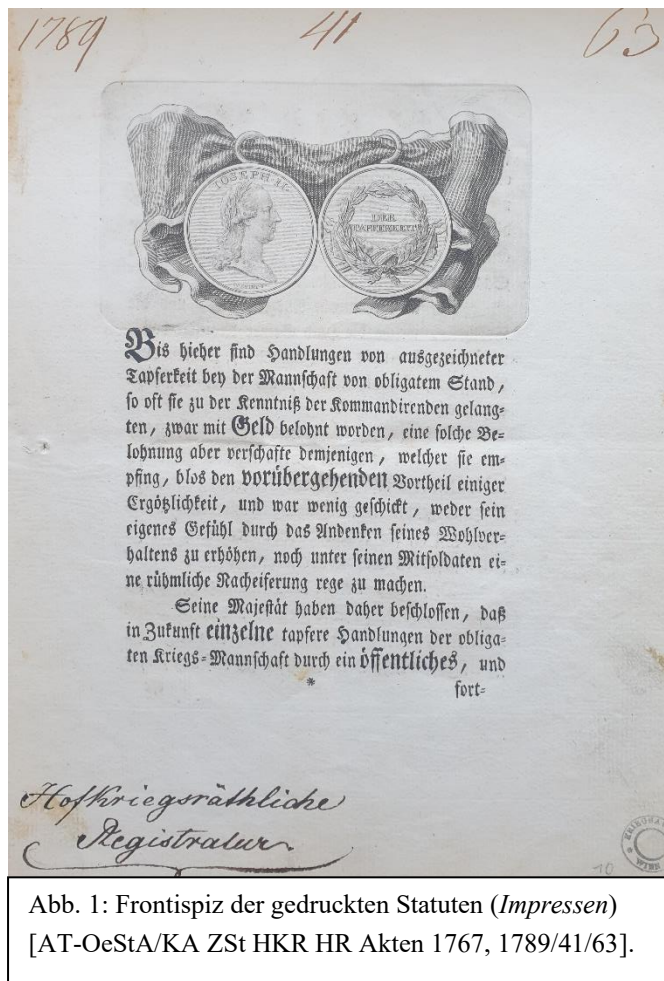 1789 41 63
JOSEPH II
DER
TAPFERKEIT
Bis hieher sind Handlungen von ausgezeichneter
Tapferkeit bey der Mannschaft von obligatem Stand,
so oft sie zu der Kenntniß der Kommandirenden gelang-
ten, zwar mit Geld belohnt worden, eine solche Be-
lohnung aber verschafte demjenigen, welcher sie em-
pfing, blos den vorübergehenden Vortheil einiger
Ergötzlichkeit, und war wenig geschickt, weder sein
eigenes Gefühl durch das Andenken seines Wohlver-
haltens zu erhöhen, noch unter seinen Mitsoldaten ei-
ne rühmliche Nacheiferung rege zu machen.
Seine Majestät haben daher beschlossen, daß
in Zukunft einzelne tapfere Handlungen der obliga-
ten Kriegs-Mannschaft durch ein öffentliches, und
*
fort-
Hofkriegsräthliche
Registratur
10
Abb. 1: Frontispiz der gedruckten Statuten (Impressen)
[AT-OeStA/KA ZSt HKR HR Akten 1767, 1789/41/63].